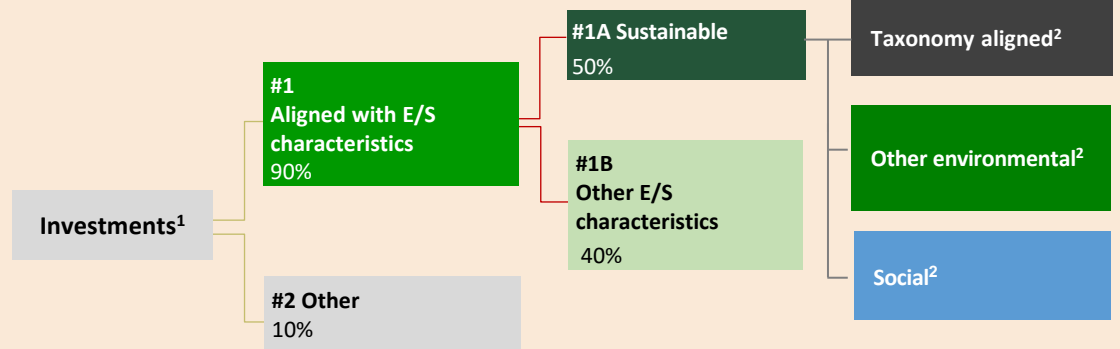 Investments¹
#1
Aligned with E/S
characteristics
90%
#2 Other
10%
#1A Sustainable
50%
#1B
Other E/S
characteristics
40%
Taxonomy aligned²
Other environmental²
Social²